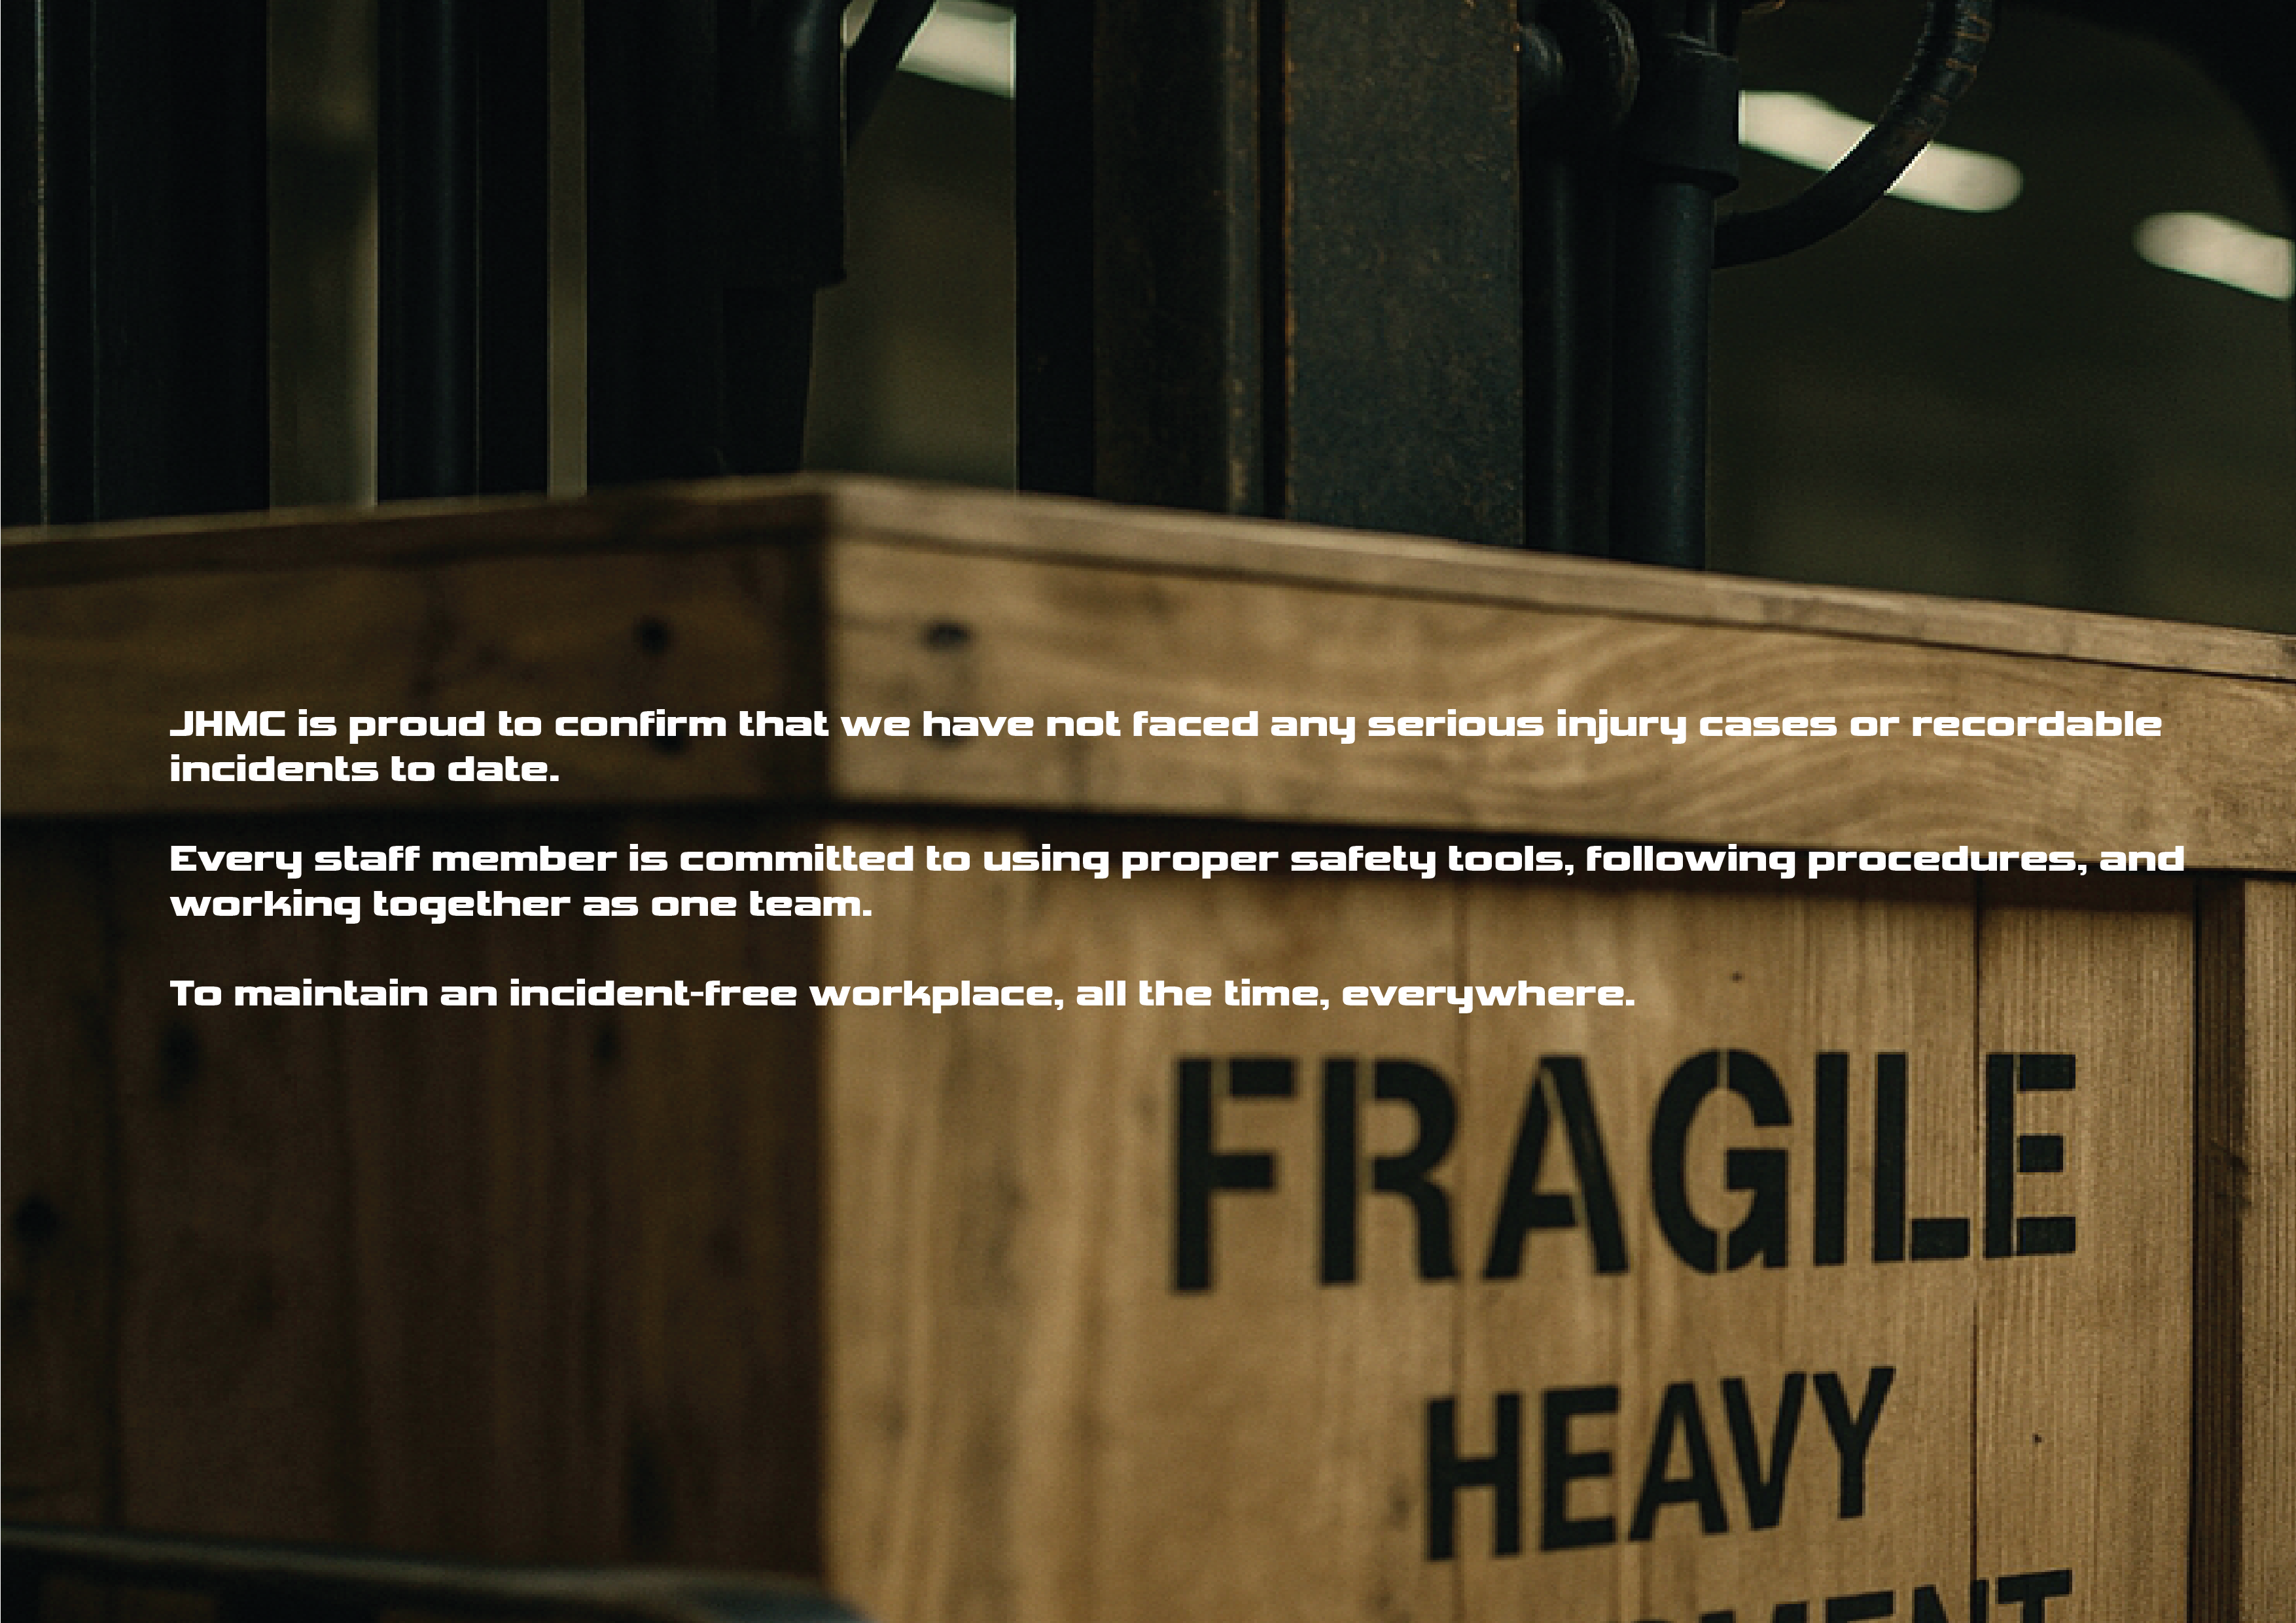 JHMC is proud to confirm that we have not faced any serious injury cases or recordable
incidents to date.
Every staff member is committed to using proper safety tools, following procedures, and
working together as one team.
To maintain an incident-free workplace, all the time, everywhere.
FRAGILE
HEAVY